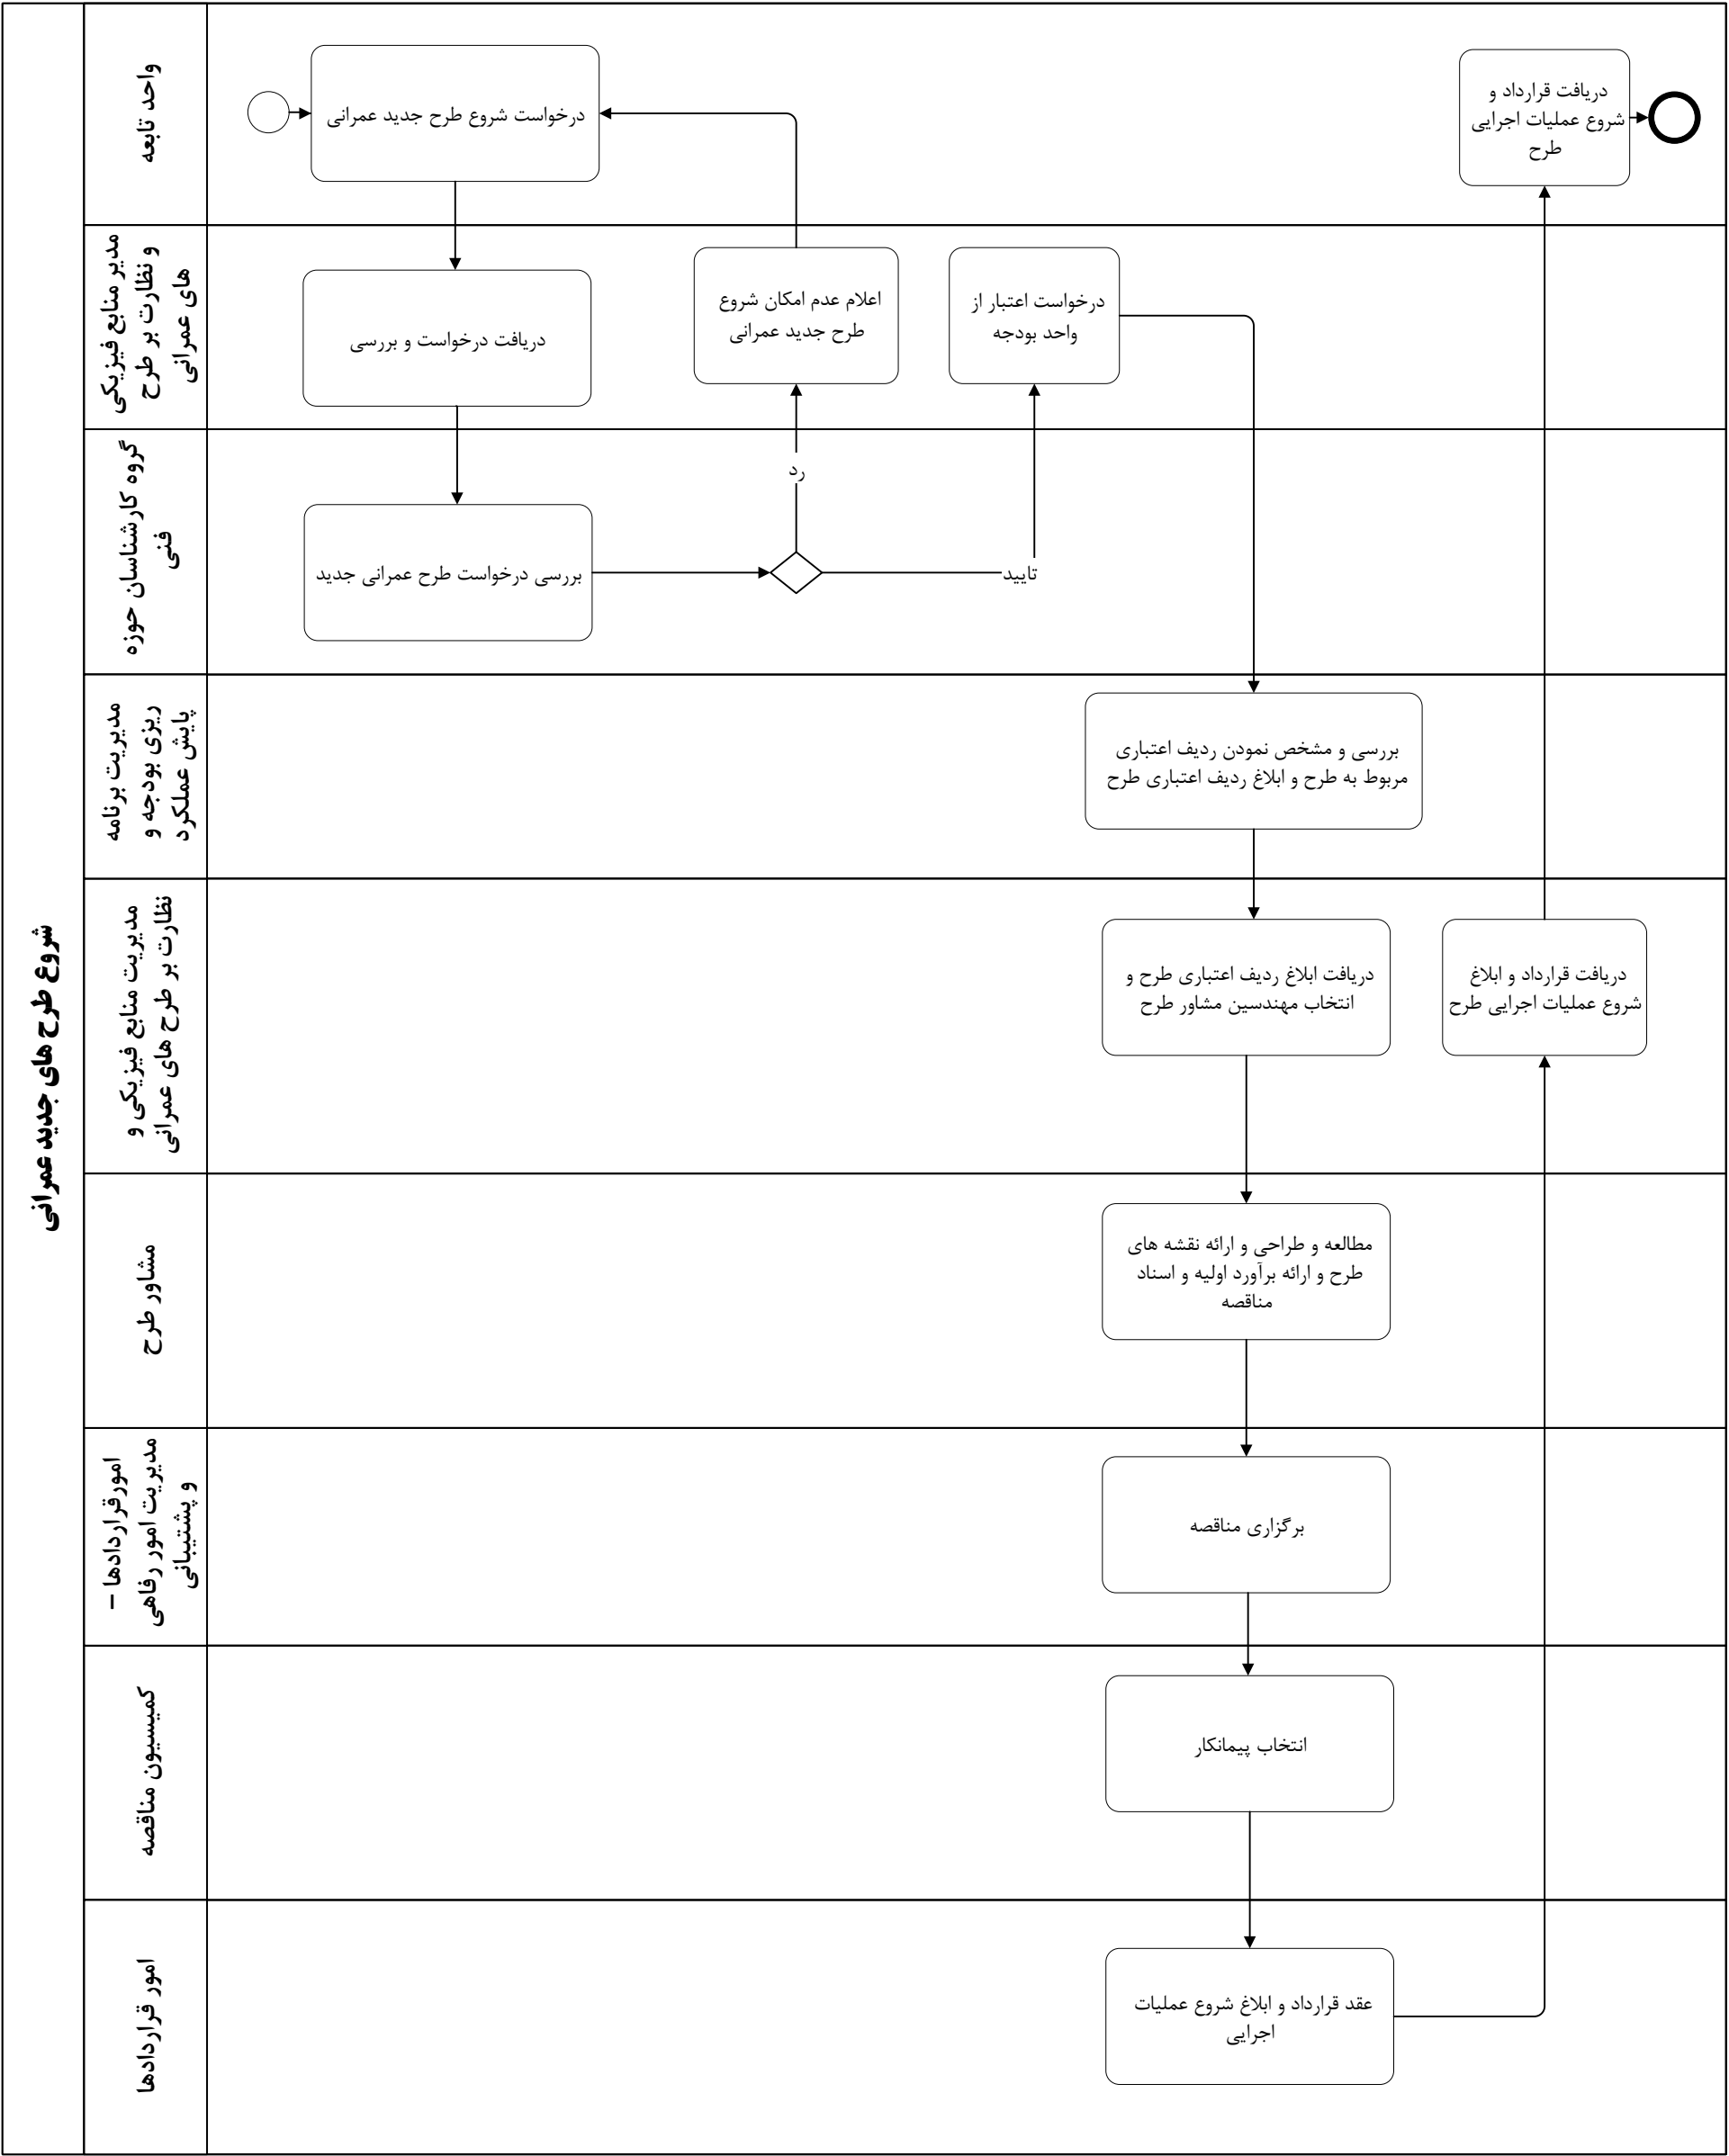 شروع طرح های جدید عمرانی
واحد تابعه
درخواست شروع طرح جدید عمرانی
دریافت قرارداد و
شروع عملیات اجرایی
طرح
مدیر منابع فیزیکی
و نظارت بر طرح
های عمرانی
دریافت درخواست و بررسی
اعلام عدم امکان شروع
طرح جدید عمرانی
درخواست اعتبار از
واحد بودجه
گروه کارشناسان حوزه
فنی
بررسی درخواست طرح عمرانی جدید
رد
تایید
مدیریت برنامه
ریزی بودجه و
پایش عملکرد
بررسی و مشخص نمودن ردیف اعتباری
مربوط به طرح و ابلاغ ردیف اعتباری طرح
مدیریت منابع فیزیکی و
نظارت بر طرح های عمرانی
دریافت ابلاغ ردیف اعتباری طرح و
انتخاب مهندسین مشاور طرح
دریافت قرارداد و ابلاغ
شروع عملیات اجرایی طرح
مشاور طرح
مطالعه و طراحی و ارائه نقشه های
طرح و ارائه برآورد اولیه و اسناد
مناقصه
امورقراردادها –
مدیریت امور رفاهی
و پشتیبانی
برگزاری مناقصه
کمیسیون مناقصه
انتخاب پیمانکار
امور قراردادها
عقد قرارداد و ابلاغ شروع عملیات
اجرایی